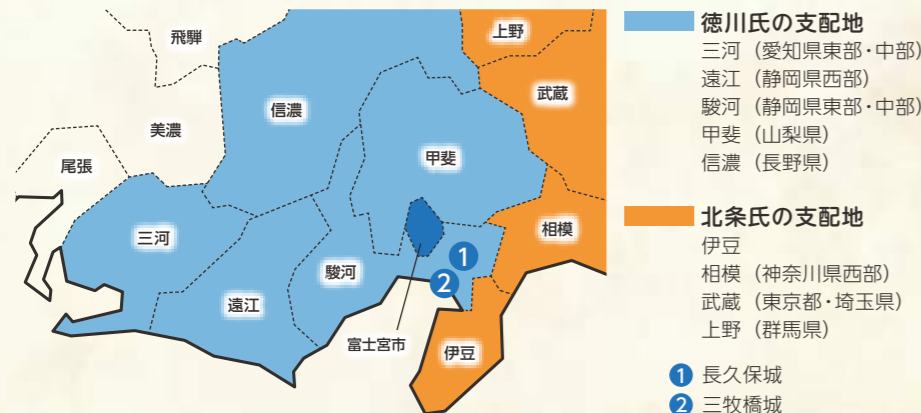 飛騨
上野
武蔵
信濃
美濃
甲斐
尾張
三河
相模
駿河
遠江
富士宮市
伊豆
1
2
徳川氏の支配地
三河（愛知県東部・中部）
遠江（静岡県西部）
駿河（静岡県東部・中部）
甲斐（山梨県）
信濃（長野県）
北条氏の支配地
伊豆
相模（神奈川県西部）
武蔵（東京都・埼玉県）
上野（群馬県）
1 長久保城
2 三牧橋城